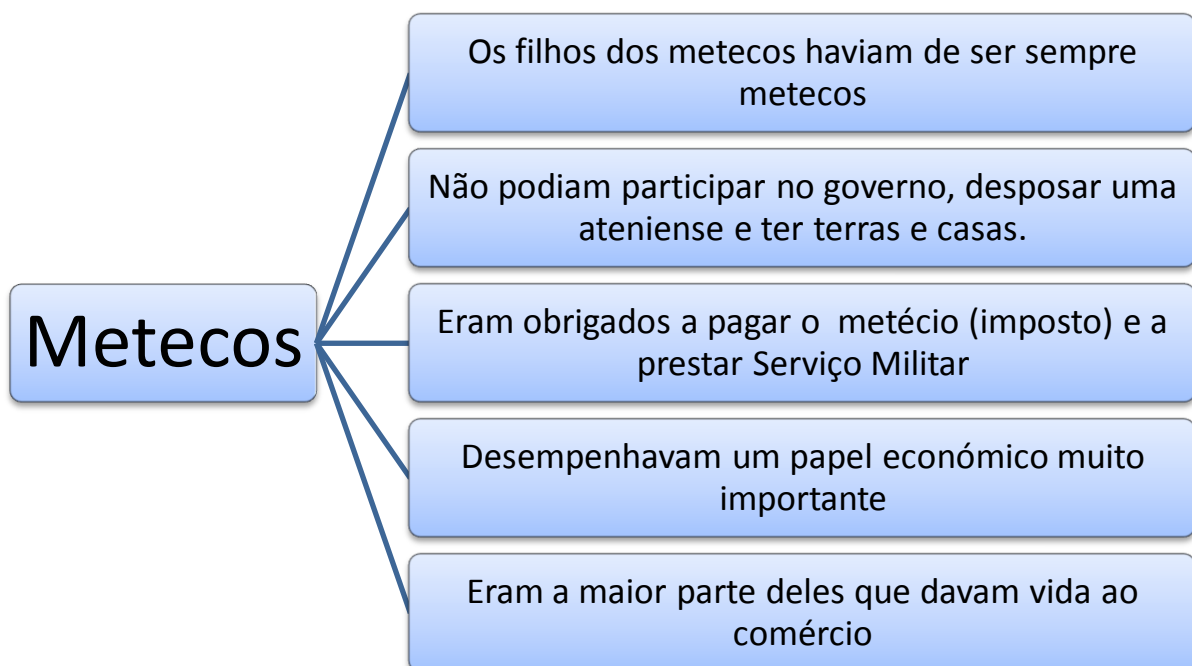 Metecos
Os filhos dos metecos haviam de ser sempre
metecos
Não podiam participar no governo, desposar uma
ateniense e ter terras e casas.
Eram obrigados a pagar o  metécio (imposto) e a
prestar Serviço Militar
Desempenhavam um papel económico muito
importante
Eram a maior parte deles que davam vida ao
comércio